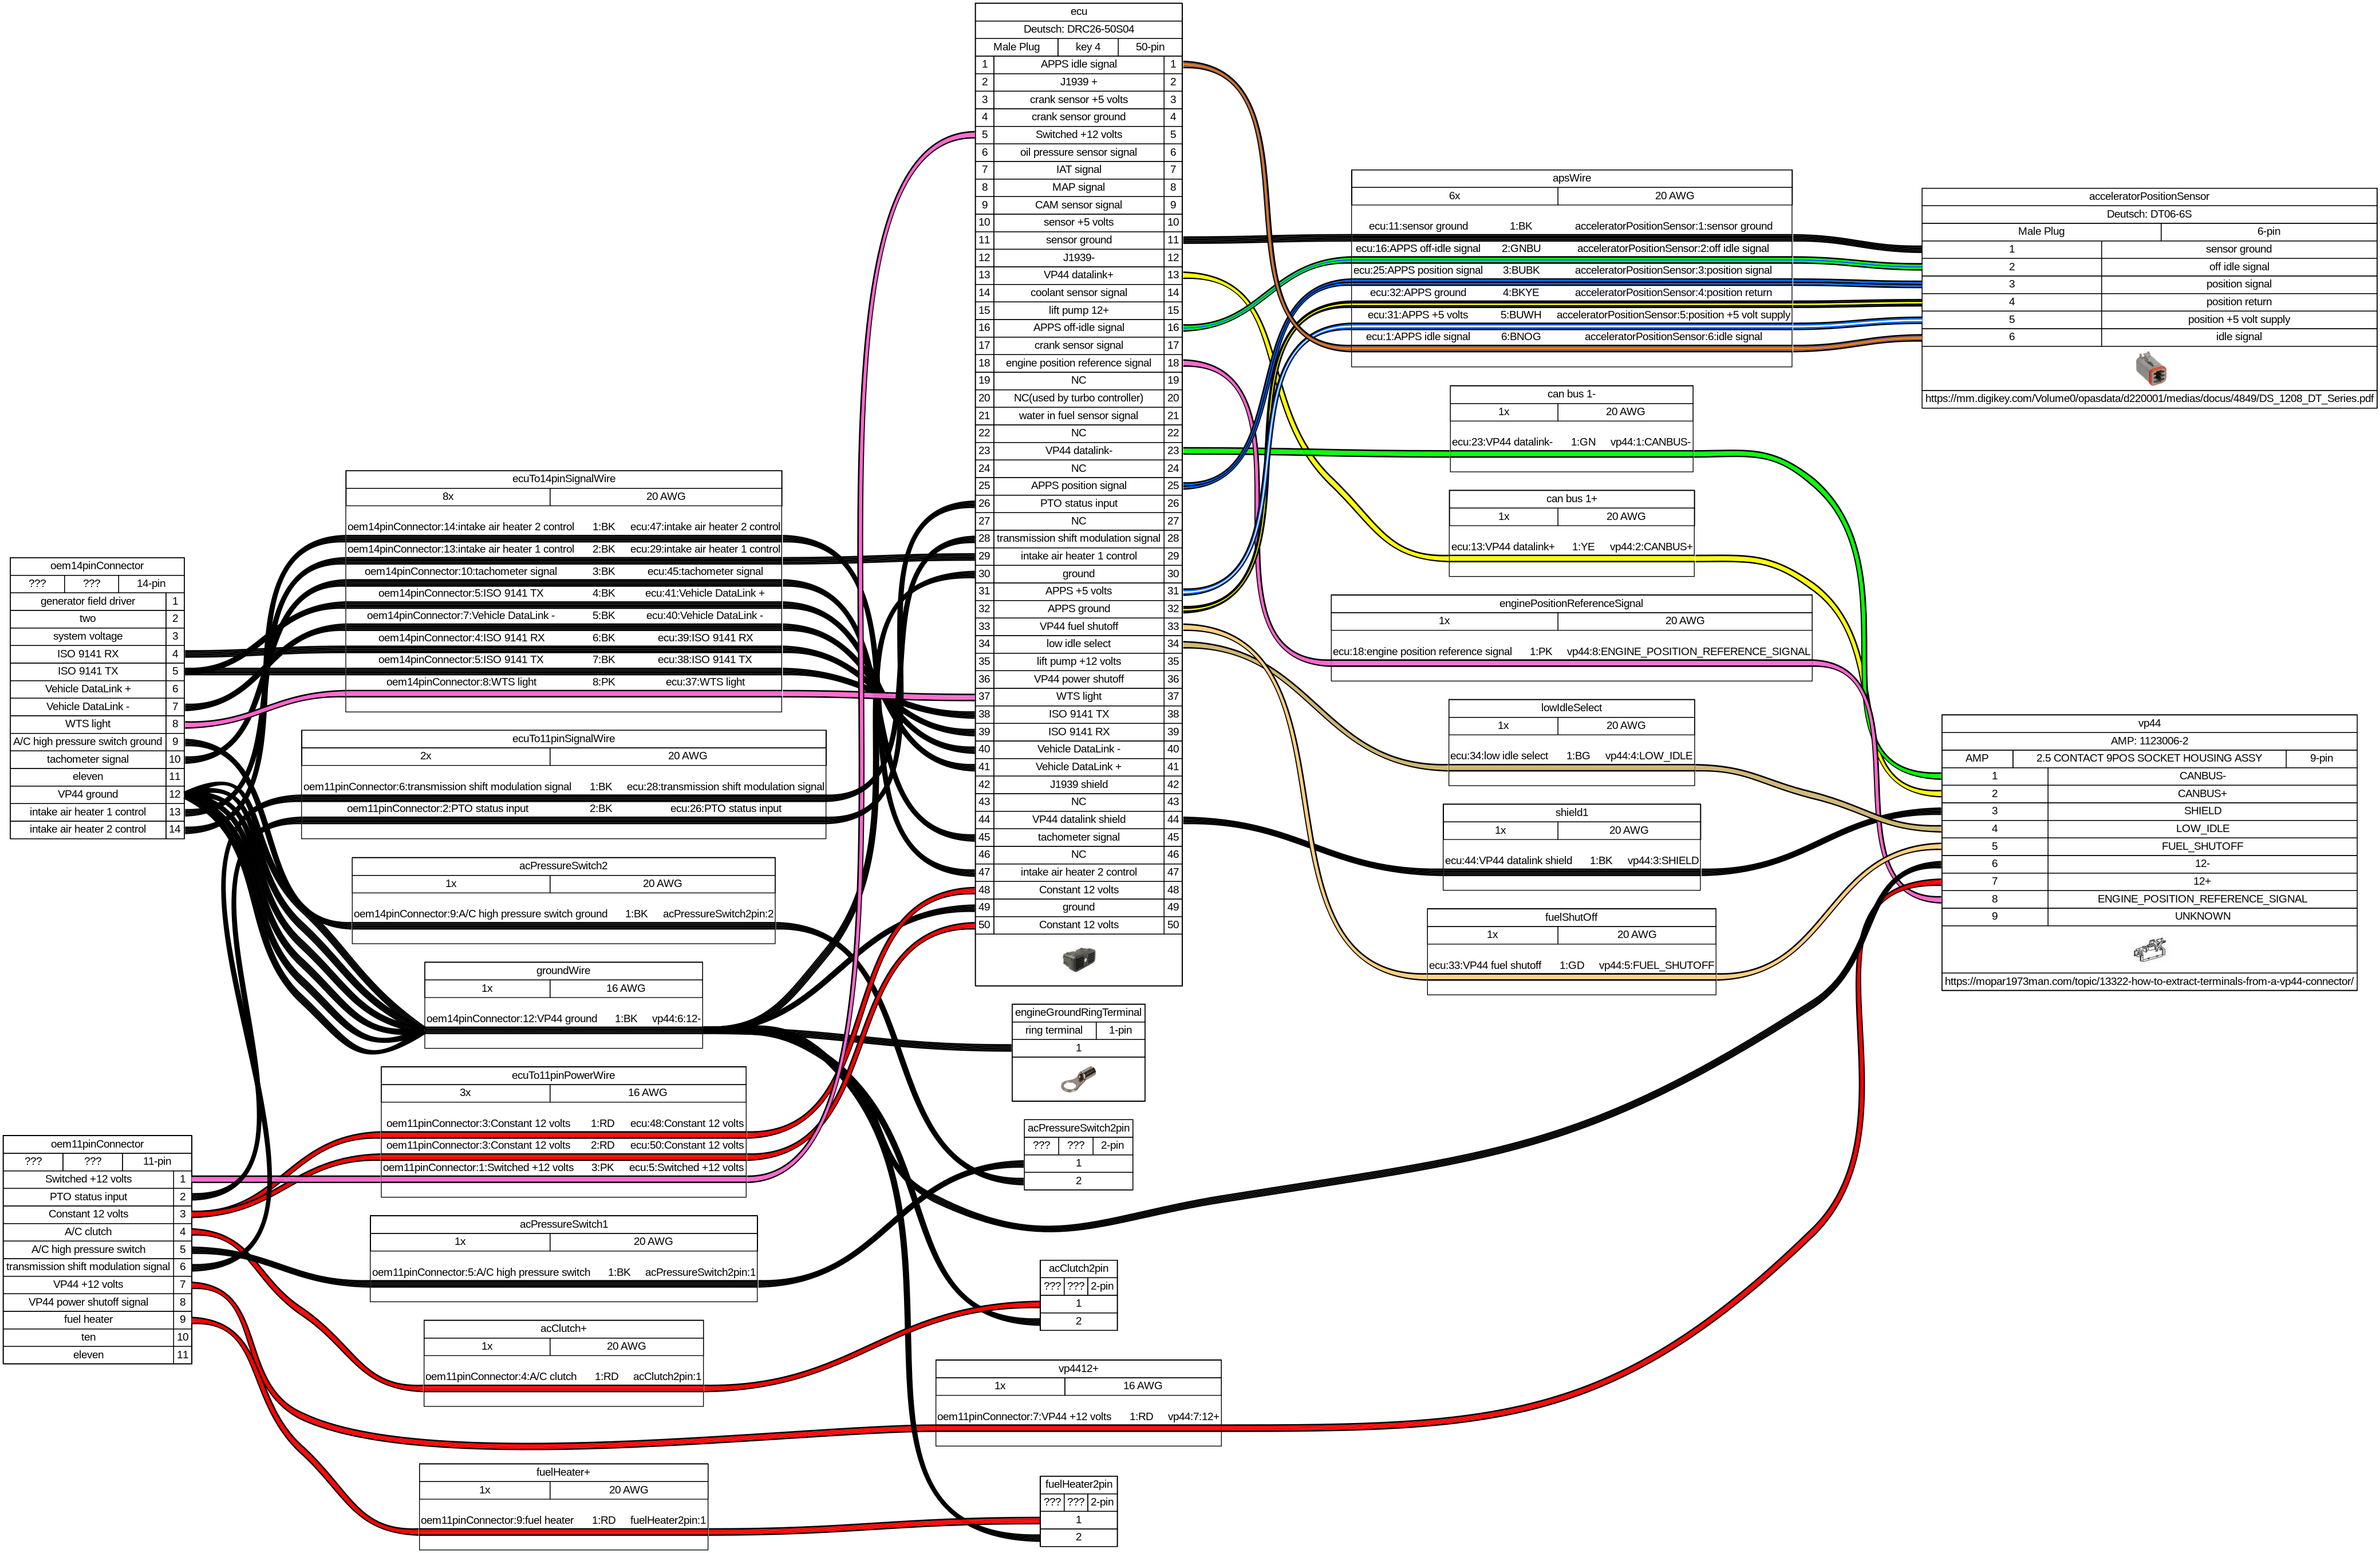 ecu
Deutsch: DRC26-50S04
Male Plug key 4 50-pin
1 APPS idle signal 1
2 J1939 + 2
3 crank sensor +5 volts 3
4 crank sensor ground 4
5 Switched +12 volts 5
6 oil pressure sensor signal 6
7 IAT signal 7
8 MAP signal 8
9 CAM sensor signal 9
10 sensor +5 volts 10
11 sensor ground 11
12 J1939- 12
13 VP44 datalink+ 13
14 coolant sensor signal 14
15 lift pump 12+ 15
16 APPS off-idle signal 16
17 crank sensor signal 17
18 engine position reference signal 18
19 NC 19
20 NC(used by turbo controller) 20
21 water in fuel sensor signal 21
22 NC 22
23 VP44 datalink- 23
24 NC 24
25 APPS position signal 25
26 PTO status input 26
27 NC 27
28 transmission shift modulation signal 28
29 intake air heater 1 control 29
30 ground 30
31 APPS +5 volts 31
32 APPS ground 32
33 VP44 fuel shutoff 33
34 low idle select 34
35 lift pump +12 volts 35
36 VP44 power shutoff 36
37 WTS light 37
38 ISO 9141 TX 38
39 ISO 9141 RX 39
40 Vehicle DataLink - 40
41 Vehicle DataLink + 41
42 J1939 shield 42
43 NC 43
44 VP44 datalink shield 44
45 tachometer signal 45
46 NC 46
47 intake air heater 2 control 47
48 Constant 12 volts 48
49 ground 49
50 Constant 12 volts 50
apsWire
6x 20 AWG
ecu:11:sensor ground 1:BK acceleratorPositionSensor:1:sensor ground
ecu:16:APPS off-idle signal 2:GNBU acceleratorPositionSensor:2:off idle signal
ecu:25:APPS position signal 3:BUBK acceleratorPositionSensor:3:position signal
ecu:32:APPS ground 4:BKYE acceleratorPositionSensor:4:position return
ecu:31:APPS +5 volts 5:BUWH acceleratorPositionSensor:5:position +5 volt supply
ecu:1:APPS idle signal 6:BNOG acceleratorPositionSensor:6:idle signal
acceleratorPositionSensor
Deutsch: DT06-6S
Male Plug 6-pin
1 sensor ground
2 off idle signal
3 position signal
4 position return
5 position +5 volt supply
6 idle signal
https://mm.digikey.com/Volume0/opasdata/d220001/medias/docus/4849/DS_1208_DT_Series.pdf
can bus 1-
1x 20 AWG
ecu:23:VP44 datalink- 1:GN vp44:1:CANBUS-
can bus 1+
1x 20 AWG
ecu:13:VP44 datalink+ 1:YE vp44:2:CANBUS+
enginePositionReferenceSignal
1x 20 AWG
ecu:18:engine position reference signal 1:PK vp44:8:ENGINE_POSITION_REFERENCE_SIGNAL
lowIdleSelect
1x 20 AWG
ecu:34:low idle select 1:BG vp44:4:LOW_IDLE
shield1
1x 20 AWG
ecu:44:VP44 datalink shield 1:BK vp44:3:SHIELD
fuelShutOff
1x 20 AWG
ecu:33:VP44 fuel shutoff 1:GD vp44:5:FUEL_SHUTOFF
vp44
AMP: 1123006-2
AMP 2.5 CONTACT 9POS SOCKET HOUSING ASSY 9-pin
1 CANBUS-
2 CANBUS+
3 SHIELD
4 LOW_IDLE
5 FUEL_SHUTOFF
6 12-
7 12+
8 ENGINE_POSITION_REFERENCE_SIGNAL
9 UNKNOWN
https://mopar1973man.com/topic/13322-how-to-extract-terminals-from-a-vp44-connector/
oem14pinConnector
??? ??? 14-pin
generator field driver 1
two 2
system voltage 3
ISO 9141 RX 4
ISO 9141 TX 5
Vehicle DataLink + 6
Vehicle DataLink - 7
WTS light 8
A/C high pressure switch ground 9
tachometer signal 10
eleven 11
VP44 ground 12
intake air heater 1 control 13
intake air heater 2 control 14
ecuTo14pinSignalWire
8x 20 AWG
oem14pinConnector:14:intake air heater 2 control 1:BK ecu:47:intake air heater 2 control
oem14pinConnector:13:intake air heater 1 control 2:BK ecu:29:intake air heater 1 control
oem14pinConnector:10:tachometer signal 3:BK ecu:45:tachometer signal
oem14pinConnector:5:ISO 9141 TX 4:BK ecu:41:Vehicle DataLink +
oem14pinConnector:7:Vehicle DataLink - 5:BK ecu:40:Vehicle DataLink -
oem14pinConnector:4:ISO 9141 RX 6:BK ecu:39:ISO 9141 RX
oem14pinConnector:5:ISO 9141 TX 7:BK ecu:38:ISO 9141 TX
oem14pinConnector:8:WTS light 8:PK ecu:37:WTS light
ecuTo11pinSignalWire
2x 20 AWG
oem11pinConnector:6:transmission shift modulation signal 1:BK ecu:28:transmission shift modulation signal
oem11pinConnector:2:PTO status input 2:BK ecu:26:PTO status input
acPressureSwitch2
1x 20 AWG
oem14pinConnector:9:A/C high pressure switch ground 1:BK acPressureSwitch2pin:2
groundWire
1x 16 AWG
oem14pinConnector:12:VP44 ground 1:BK vp44:6:12-
ecuTo11pinPowerWire
3x 16 AWG
oem11pinConnector:3:Constant 12 volts 1:RD ecu:48:Constant 12 volts
oem11pinConnector:3:Constant 12 volts 2:RD ecu:50:Constant 12 volts
oem11pinConnector:1:Switched +12 volts 3:PK ecu:5:Switched +12 volts
acPressureSwitch1
1x 20 AWG
oem11pinConnector:5:A/C high pressure switch 1:BK acPressureSwitch2pin:1
acClutch+
1x 20 AWG
oem11pinConnector:4:A/C clutch 1:RD acClutch2pin:1
fuelHeater+
1x 20 AWG
oem11pinConnector:9:fuel heater 1:RD fuelHeater2pin:1
oem11pinConnector
??? ??? 11-pin
Switched +12 volts 1
PTO status input 2
Constant 12 volts 3
A/C clutch 4
A/C high pressure switch 5
transmission shift modulation signal 6
VP44 +12 volts 7
VP44 power shutoff signal 8
fuel heater 9
ten 10
eleven 11
engineGroundRingTerminal
ring terminal 1-pin
1
acPressureSwitch2pin
??? ??? 2-pin
1
2
acClutch2pin
??? ??? 2-pin
1
2
vp4412+
1x 16 AWG
oem11pinConnector:7:VP44 +12 volts 1:RD vp44:7:12+
fuelHeater2pin
??? ??? 2-pin
1
2